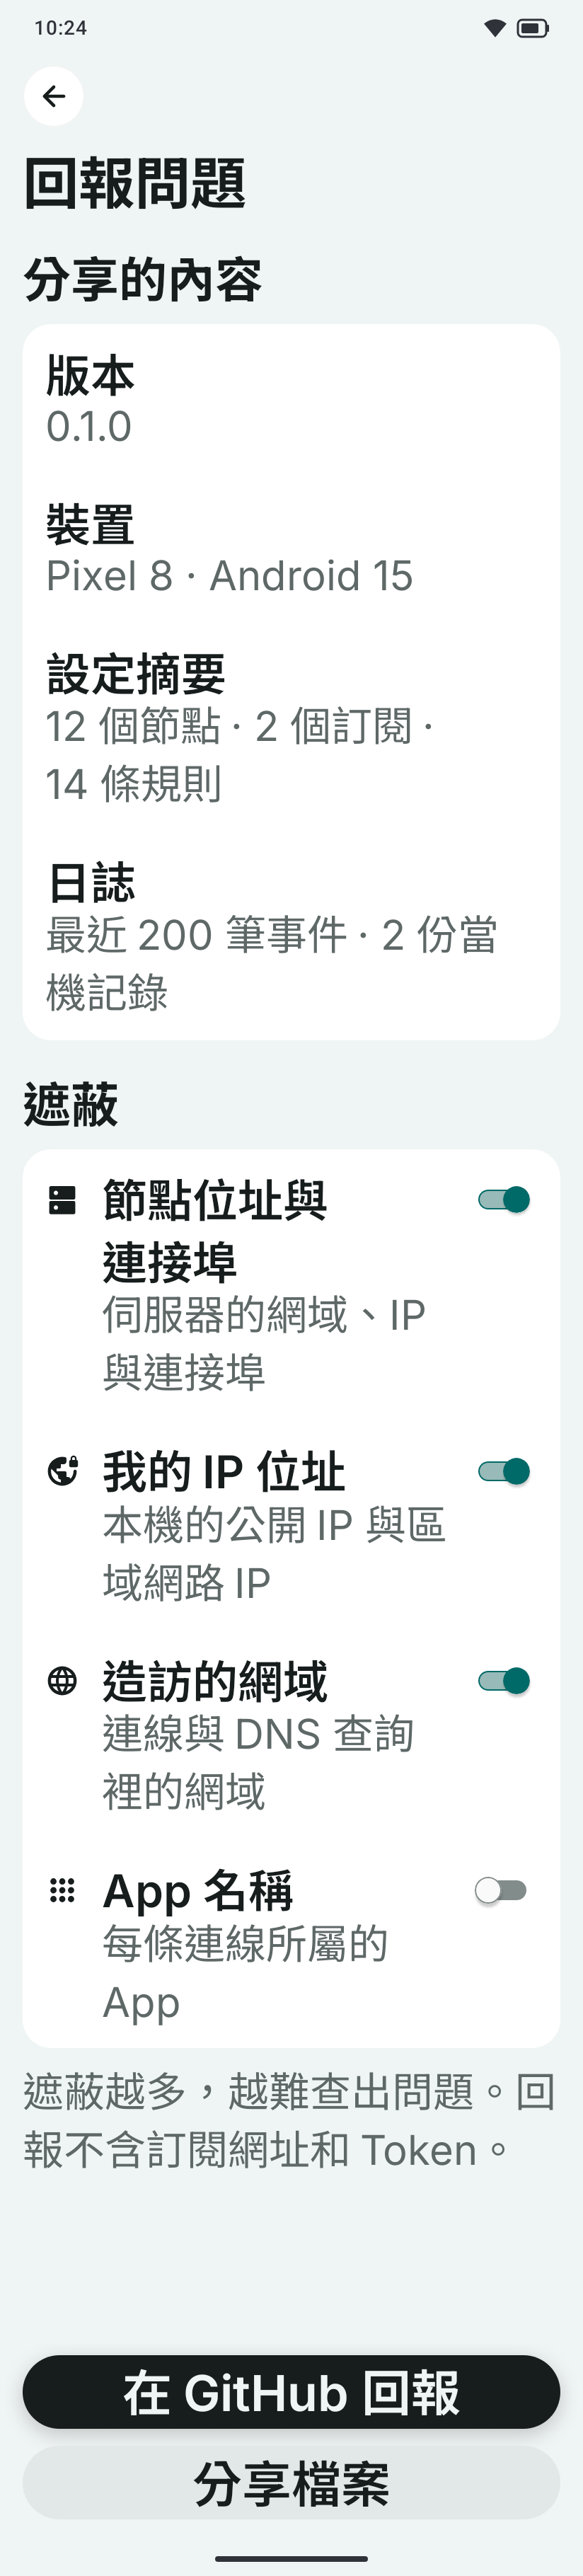 10:24
回報問題
分享的內容
版本
0.1.0
裝置
Pixel 8 · Android 15
設定摘要
12 個節點 · 2 個訂閱 ·
14 條規則
日誌
最近 200 筆事件 · 2 份當
機記錄
遮蔽
節點位址與
連接埠
伺服器的網域、IP
與連接埠
我的 IP 位址
本機的公開 IP 與區
域網路 IP
造訪的網域
連線與 DNS 查詢
裡的網域
App 名稱
每條連線所屬的
App
遮蔽越多，越難查出問題。回
報不含訂閱網址和 Token。
在 GitHub 回報
分享檔案